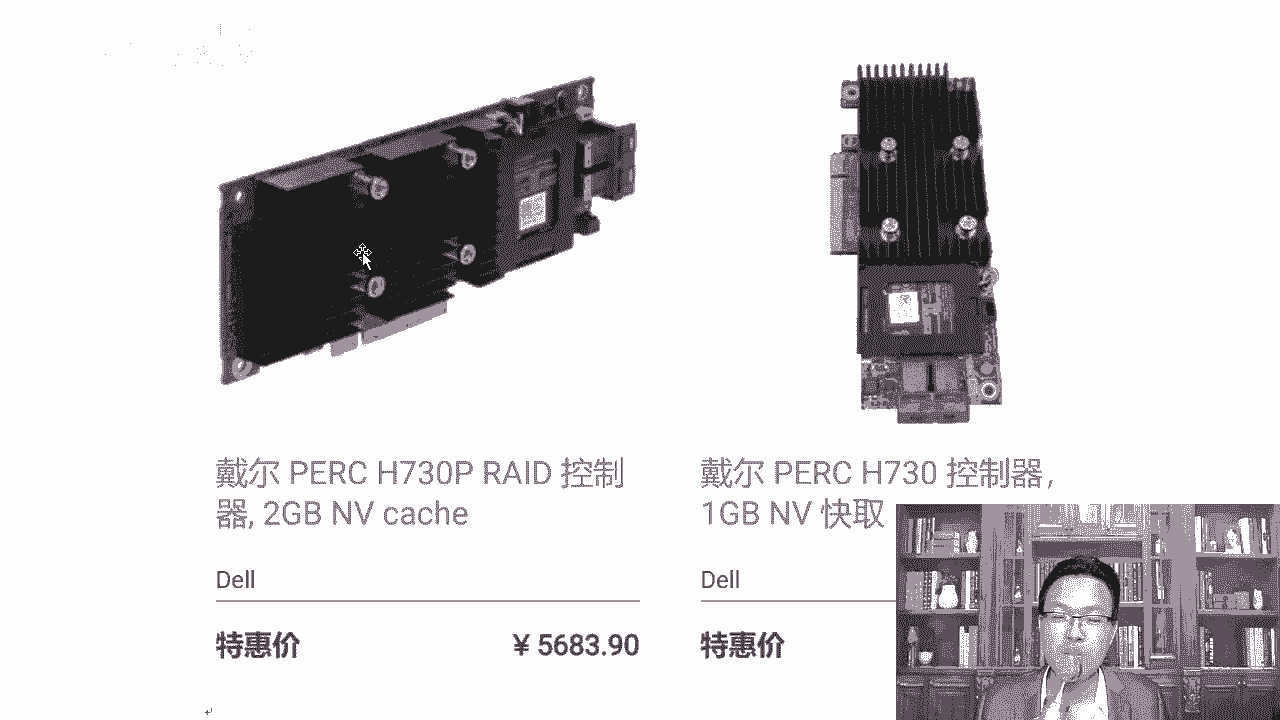 戴尔 PERC H730P RAID 控制
器, 2GB NV cache
Dell
特惠价 ¥ 5683.90
戴尔 PERC H730 控制器,
1GB NV 快取
Dell
特惠价